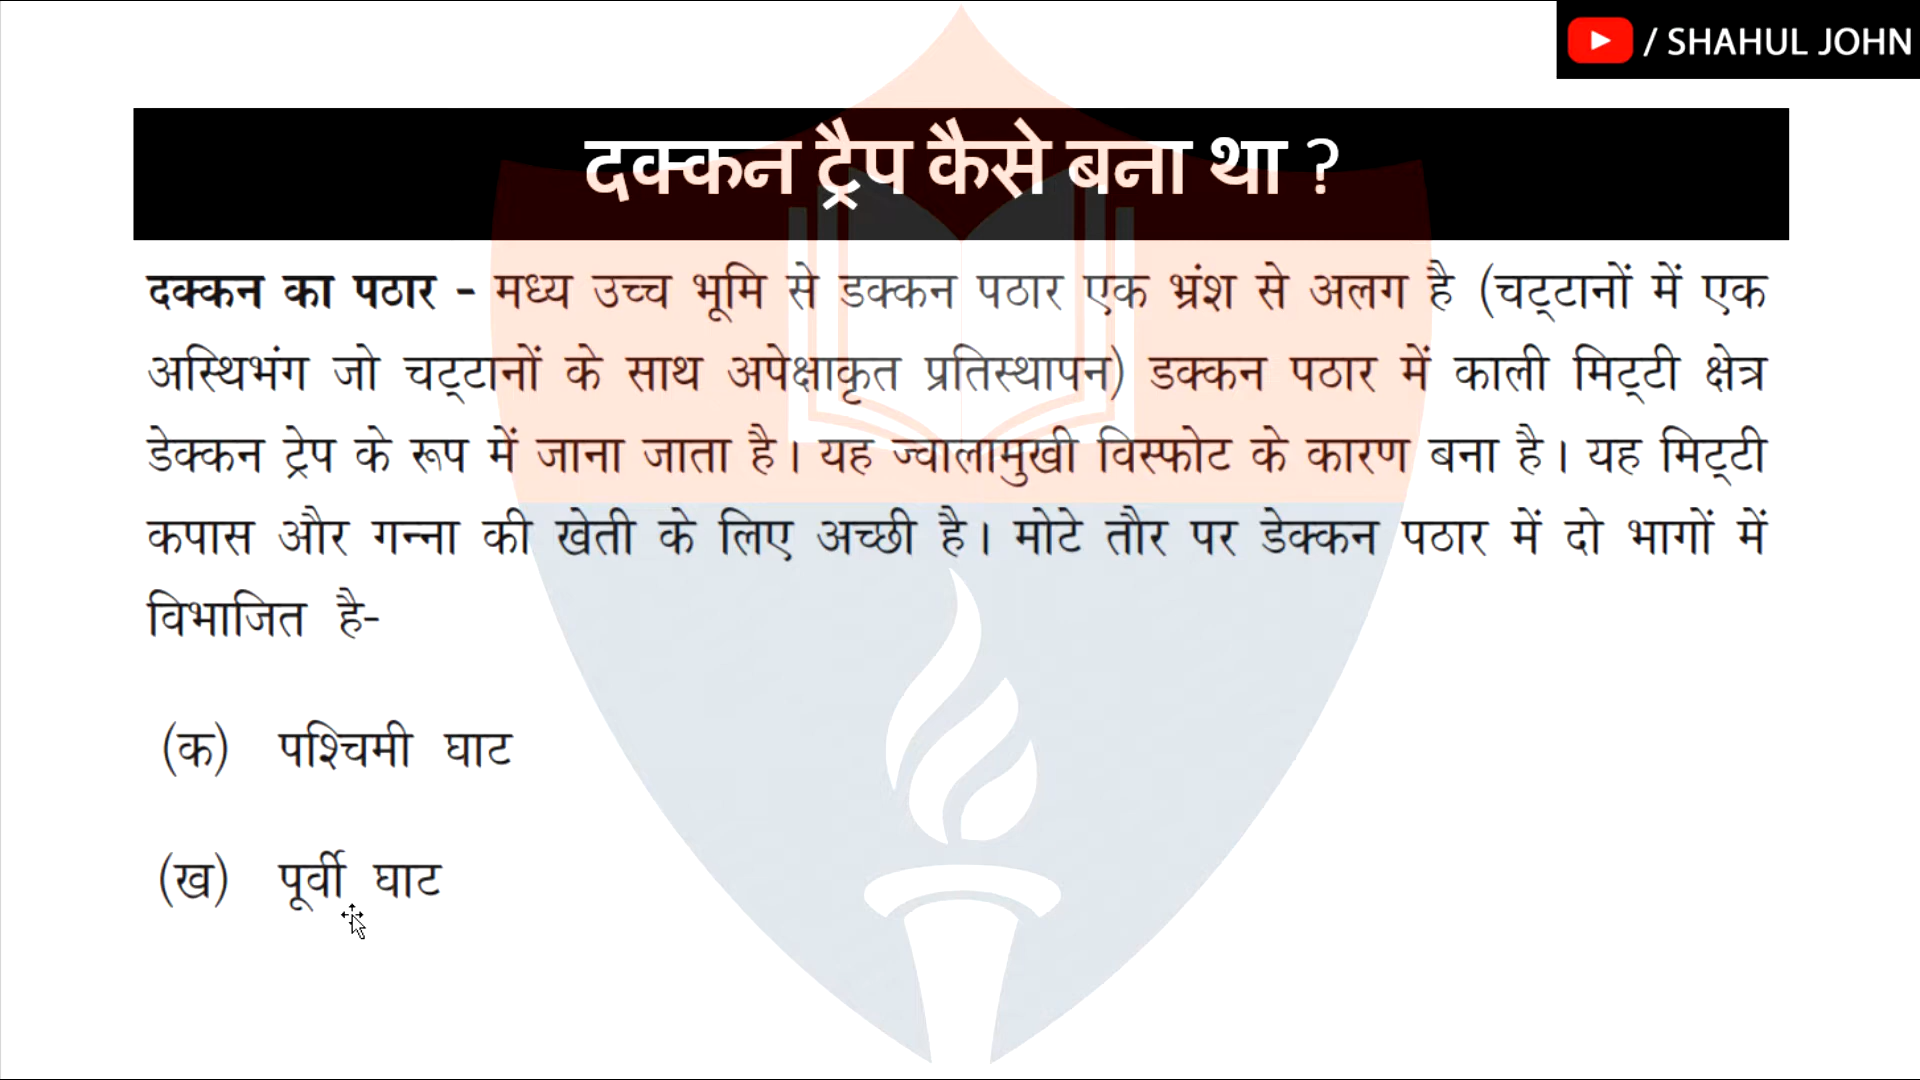 / SHAHUL JOHN
दक्कन ट्रैप कैसे बना था ?
दक्कन का पठार - मध्य उच्च भूमि से डक्कन पठार एक भ्रंश से अलग है (चट्टानों में एक
अस्थिभंग जो चट्टानों के साथ अपेक्षाकृत प्रतिस्थापन) डक्कन पठार में काली मिट्टी क्षेत्र
डेक्कन ट्रेप के रूप में जाना जाता है। यह ज्वालामुखी विस्फोट के कारण बना है। यह मिट्टी
कपास और गन्ना की खेती के लिए अच्छी है। मोटे तौर पर डेक्कन पठार में दो भागों में
विभाजित है-
(क) पश्चिमी घाट
(ख) पूर्वी घाट